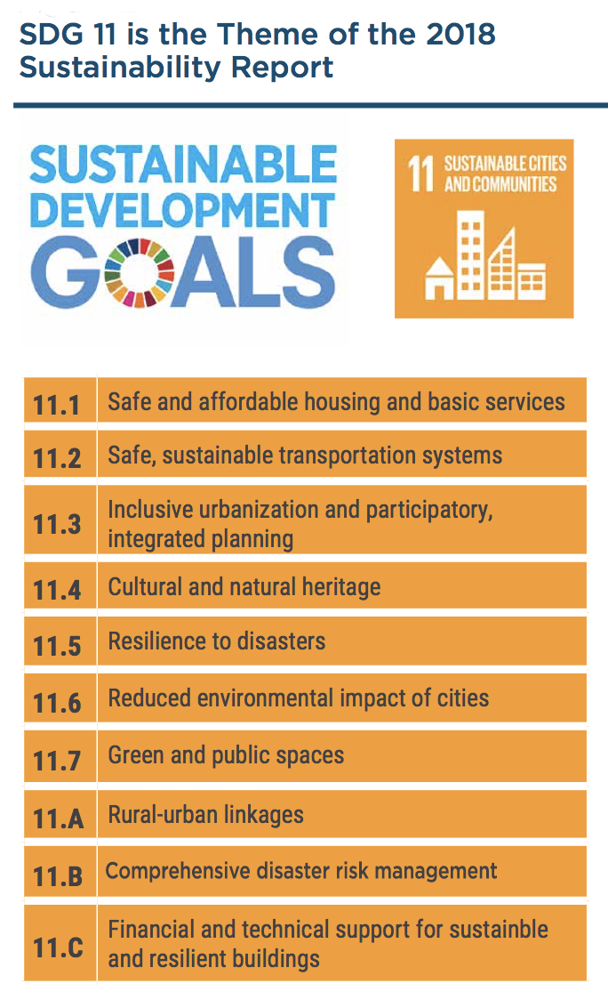 SDG 11 is the Theme of the 2018
Sustainability Report
SUSTAINABLE
DEVELOPMENT
GOALS
11 SUSTAINABLE CITIES
AND COMMUNITIES
11.1 Safe and affordable housing and basic services
11.2 Safe, sustainable transportation systems
11.3 Inclusive urbanization and participatory,
integrated planning
11.4 Cultural and natural heritage
11.5 Resilience to disasters
11.6 Reduced environmental impact of cities
11.7 Green and public spaces
11.A Rural-urban linkages
11.B Comprehensive disaster risk management
11.C Financial and technical support for sustainble
and resilient buildings